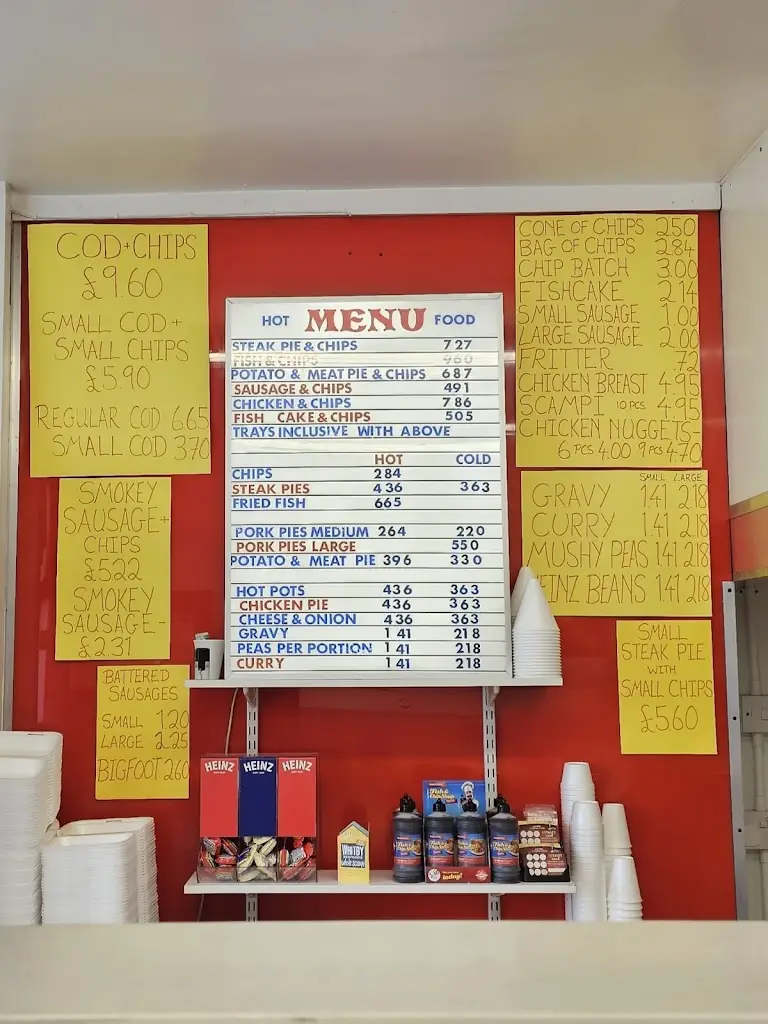 COD+CHIPS
£9.60
SMALL COD+
SMALL CHIPS
£5.90
REGULAR COD 6.65
SMALL COD 3.70
SMOKEY
SAUSAGE+
CHIPS
£5.22
SMOKEY
SAUSAGE-
£2.31
BATTERED
SAUSAGES
SMALL 1.20
LARGE 2.25
BIGFOOT 2.60
HOT MENU FOOD
STEAK PIE & CHIPS 727
FISH & CHIPS 960
POTATO & MEAT PIE & CHIPS 687
SAUSAGE & CHIPS 491
CHICKEN & CHIPS 786
FISH CAKE & CHIPS 505
TRAYS INCLUSIVE WITH ABOVE
HOT COLD
CHIPS 284
STEAK PIES 436 363
FRIED FISH 665
PORK PIES MEDIUM 264 220
PORK PIES LARGE 550
POTATO & MEAT PIE 396 330
HOT POTS 436 363
CHICKEN PIE 436 363
CHEESE & ONION 436 363
GRAVY 141 218
PEAS PER PORTION 141 218
CURRY 141 218
CONE OF CHIPS 2.50
BAG OF CHIPS 2.84
CHIP BATCH 3.00
FISHCAKE 2.14
SMALL SAUSAGE 1.00
LARGE SAUSAGE 2.00
FRITTER .72
CHICKEN BREAST 4.95
SCAMPI 10 PCS 4.95
CHICKEN NUGGETS
6 PCS 4.00 9 PCS 4.70
SMALL LARGE
GRAVY 1.41 2.18
CURRY 1.41 2.18
MUSHY PEAS 1.41 2.18
HEINZ BEANS 1.41 2.18
SMALL
STEAK PIE
WITH
SMALL CHIPS
£5.60
HEINZ HEINZ HEINZ
WHITBY
Fish & Chip Shop
today!